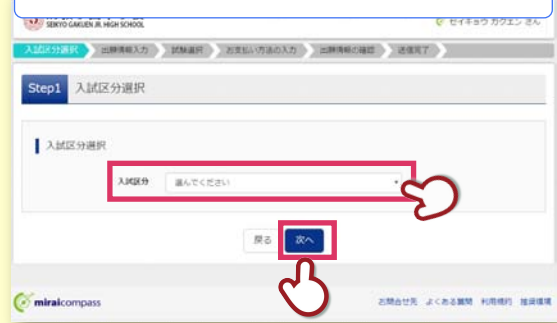 SEIKYO GAKUEN JR. HIGH SCHOOL
セイキョウ ガクエン さん
入試区分選択 出願情報入力 試験選択 お支払い方法の入力 出願情報の確認 送信完了
Step1 入試区分選択
入試区分選択
入試区分 選んでください
戻る 次へ
miraicompass
お問合せ先 よくある質問 利用規約 推奨環境